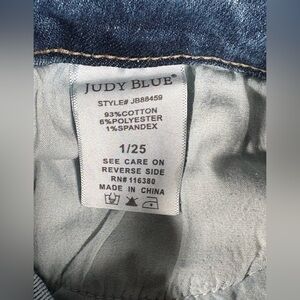 JUDY BLUE®
STYLE# JB88459
93%COTTON
6%POLYESTER
1%SPANDEX
1/25
SEE CARE ON
REVERSE SIDE
RN# 116380
MADE IN CHINA